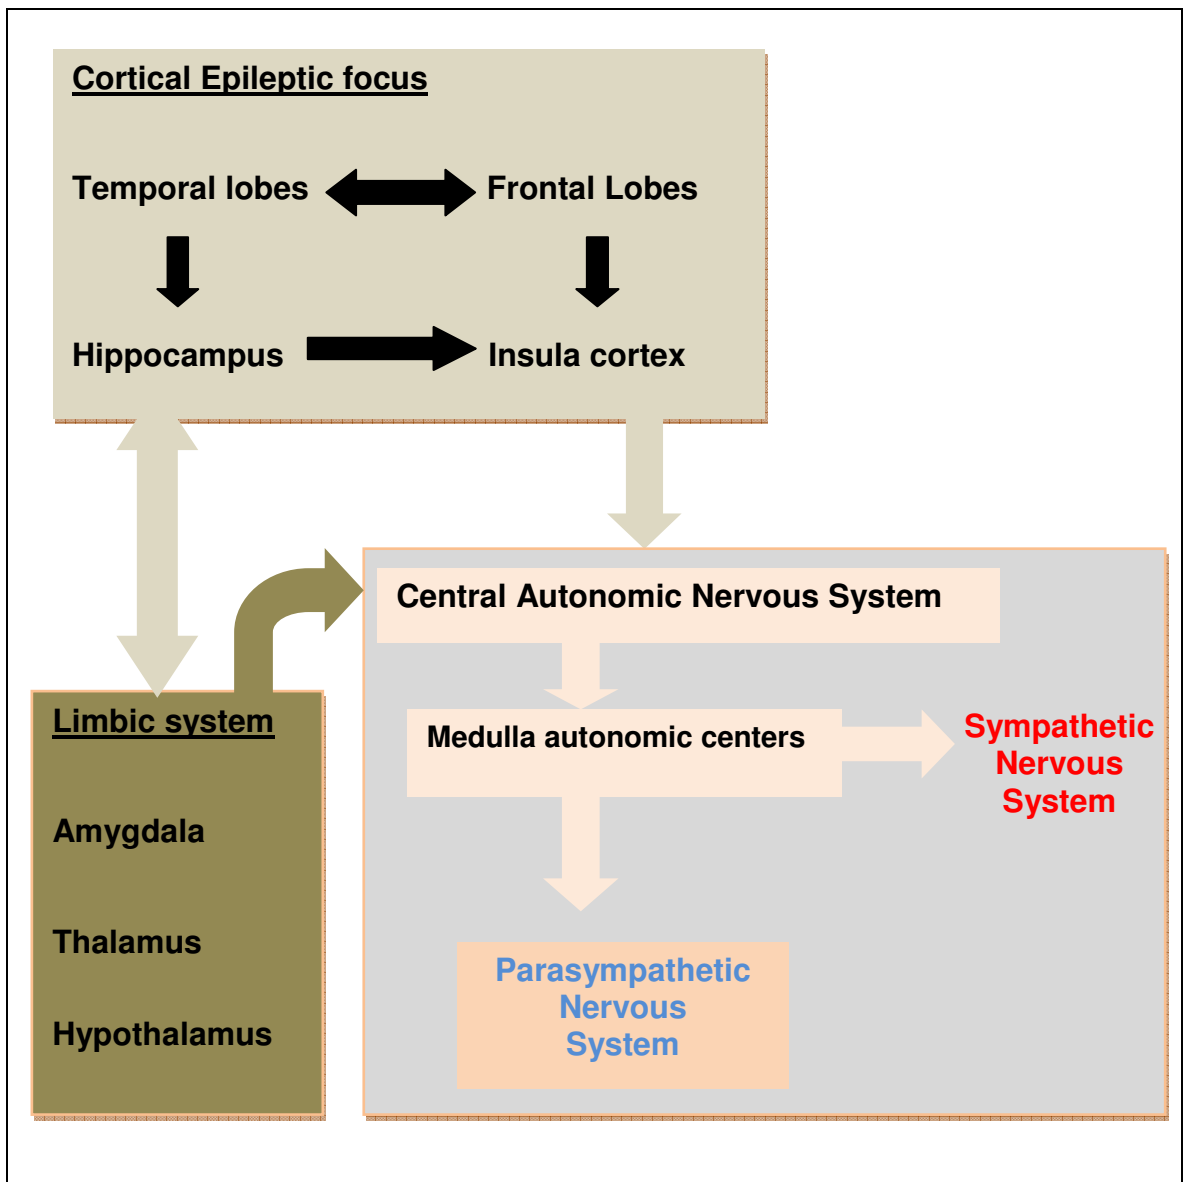 Cortical Epileptic focus
Temporal lobes
Frontal Lobes
Hippocampus
Insula cortex
Central Autonomic Nervous System
Limbic system
Medulla autonomic centers
Sympathetic
Nervous
System
Amygdala
Thalamus
Hypothalamus
Parasympathetic
Nervous
System